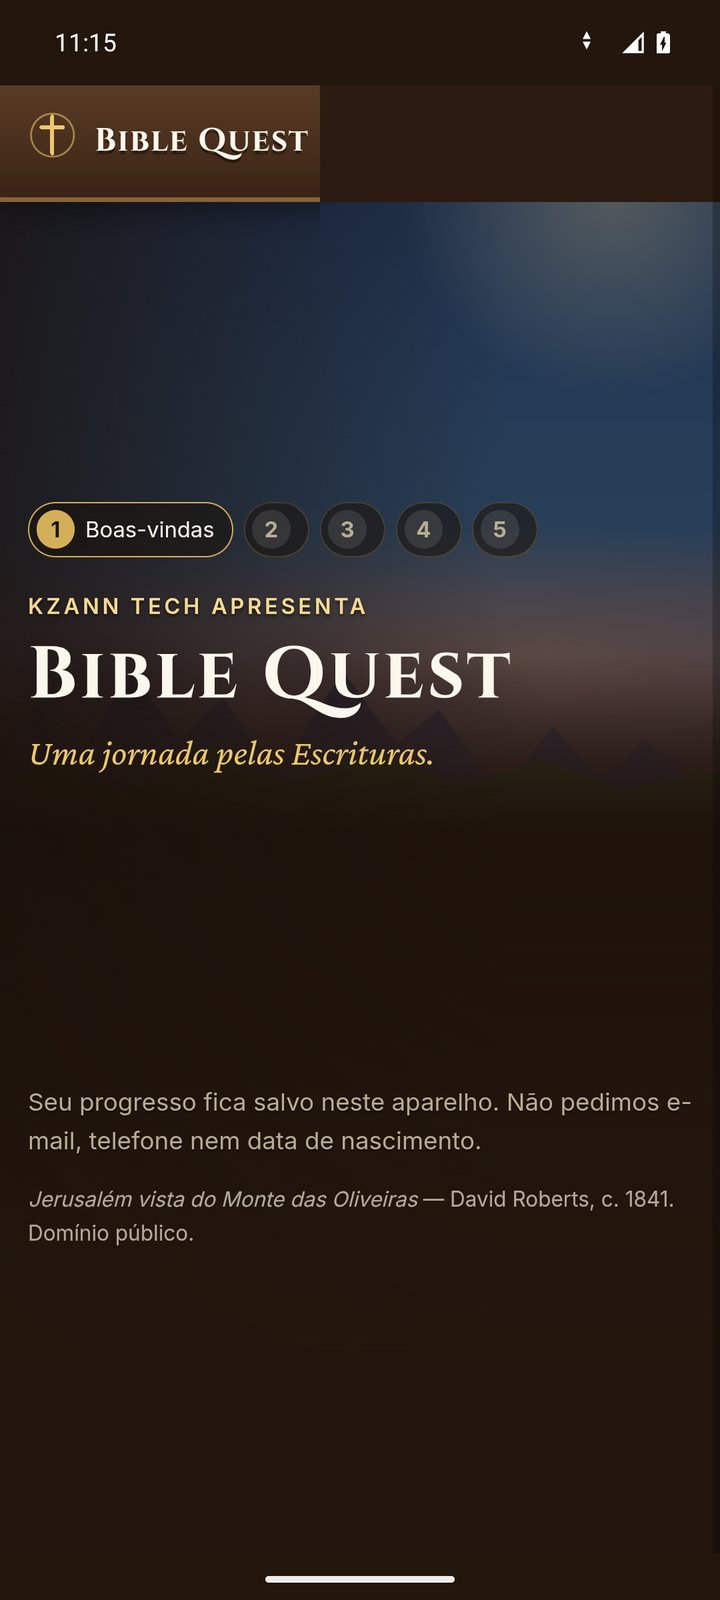 11:15
Bible Quest
1 Boas-vindas 2 3 4 5
KZANN TECH APRESENTA
Bible Quest
Uma jornada pelas Escrituras.
Seu progresso fica salvo neste aparelho. Não pedimos e-
mail, telefone nem data de nascimento.
Jerusalém vista do Monte das Oliveiras — David Roberts, c. 1841.
Domínio público.